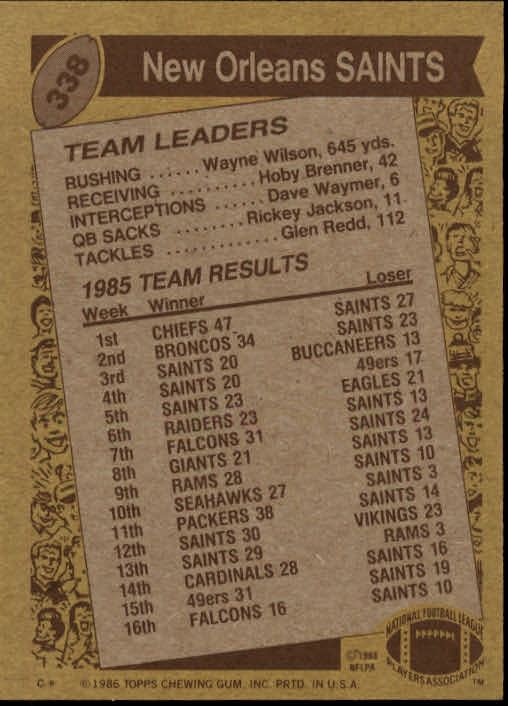 338
New Orleans SAINTS
TEAM LEADERS
RUSHING ...... Wayne Wilson, 645 yds.
RECEIVING .......... Hoby Brenner, 42
INTERCEPTIONS ...... Dave Waymer, 6
QB SACKS ........ Rickey Jackson, 11
TACKLES ............. Glen Redd, 112
1985 TEAM RESULTS
Week Winner Loser
1st CHIEFS 47 SAINTS 27
2nd BRONCOS 34 SAINTS 23
3rd SAINTS 20 BUCCANEERS 13
4th SAINTS 20 49ers 17
5th SAINTS 23 EAGLES 21
6th RAIDERS 23 SAINTS 13
7th FALCONS 31 SAINTS 24
8th GIANTS 21 SAINTS 13
9th RAMS 28 SAINTS 10
10th SEAHAWKS 27 SAINTS 3
11th PACKERS 38 SAINTS 14
12th SAINTS 30 VIKINGS 23
13th SAINTS 29 RAMS 3
14th CARDINALS 28 SAINTS 16
15th 49ers 31 SAINTS 19
16th FALCONS 16 SAINTS 10
NATIONAL FOOTBALL LEAGUE
PLAYERS ASSOCIATION
TM
NFLPA
© 1986 TOPPS CHEWING GUM, INC. PRTD. IN U.S.A.